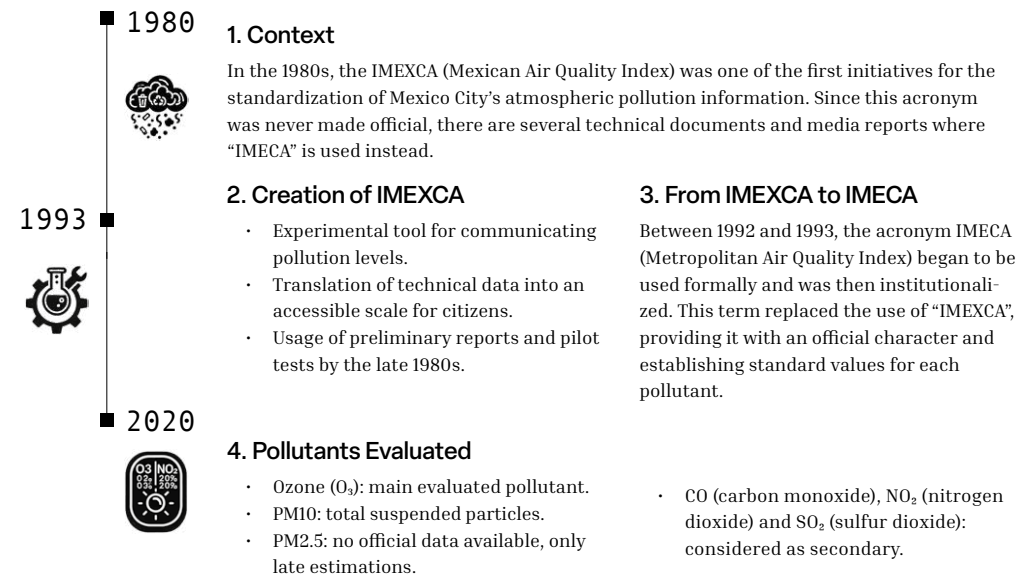 1980
1. Context
In the 1980s, the IMEXCA (Mexican Air Quality Index) was one of the first initiatives for the
standardization of Mexico City’s atmospheric pollution information. Since this acronym
was never made official, there are several technical documents and media reports where
“IMECA” is used instead.
1993
2. Creation of IMEXCA
• Experimental tool for communicating
pollution levels.
• Translation of technical data into an
accessible scale for citizens.
• Usage of preliminary reports and pilot
tests by the late 1980s.
3. From IMEXCA to IMECA
Between 1992 and 1993, the acronym IMECA
(Metropolitan Air Quality Index) began to be
used formally and was then institutionali-
zed. This term replaced the use of “IMEXCA”,
providing it with an official character and
establishing standard values for each
pollutant.
2020
O3 NO₂
20%
20%
4. Pollutants Evaluated
• Ozone (O₃): main evaluated pollutant.
• PM10: total suspended particles.
• PM2.5: no official data available, only
late estimations.
• CO (carbon monoxide), NO₂ (nitrogen
dioxide) and SO₂ (sulfur dioxide):
considered as secondary.